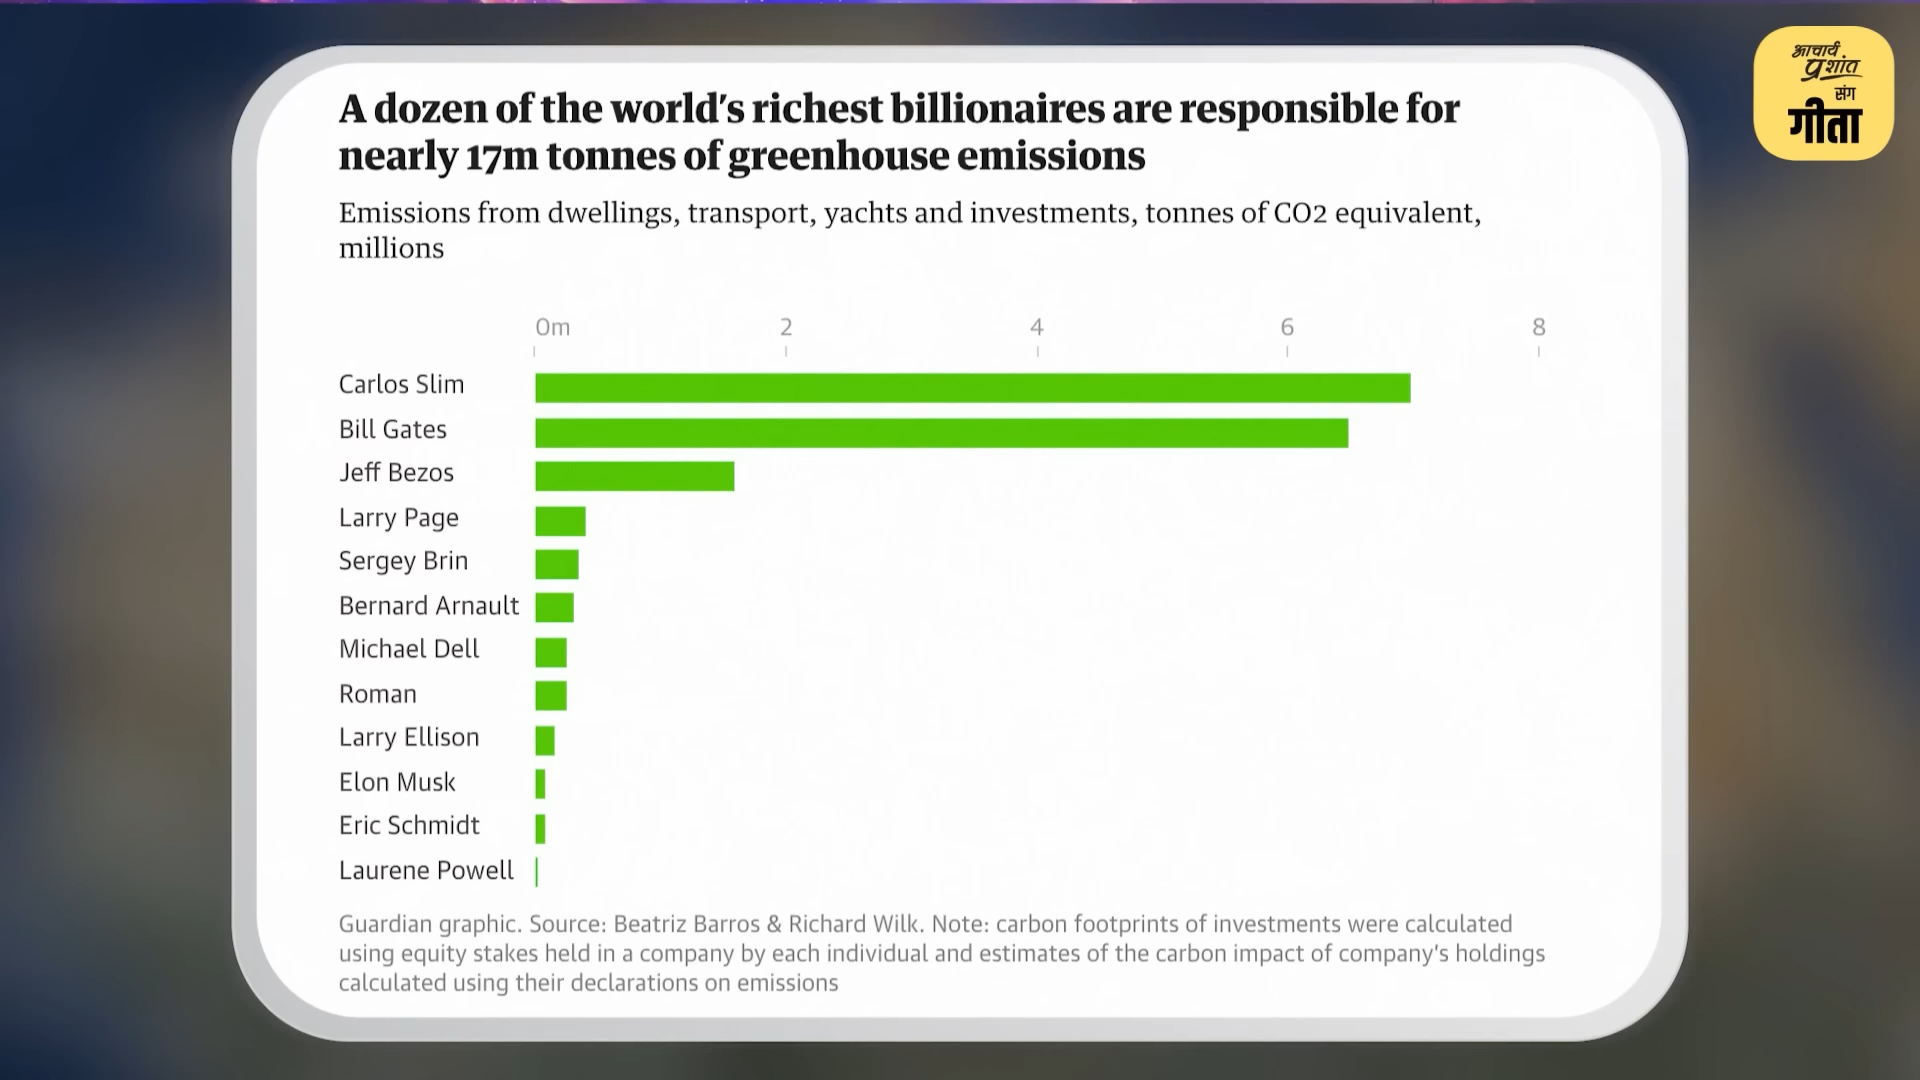 आचार्य
प्रशांत
संग
गीता
A dozen of the world's richest billionaires are responsible for
nearly 17m tonnes of greenhouse emissions
Emissions from dwellings, transport, yachts and investments, tonnes of CO2 equivalent,
millions
0m 2 4 6 8
Carlos Slim
Bill Gates
Jeff Bezos
Larry Page
Sergey Brin
Bernard Arnault
Michael Dell
Roman
Larry Ellison
Elon Musk
Eric Schmidt
Laurene Powell
Guardian graphic. Source: Beatriz Barros & Richard Wilk. Note: carbon footprints of investments were calculated
using equity stakes held in a company by each individual and estimates of the carbon impact of company's holdings
calculated using their declarations on emissions